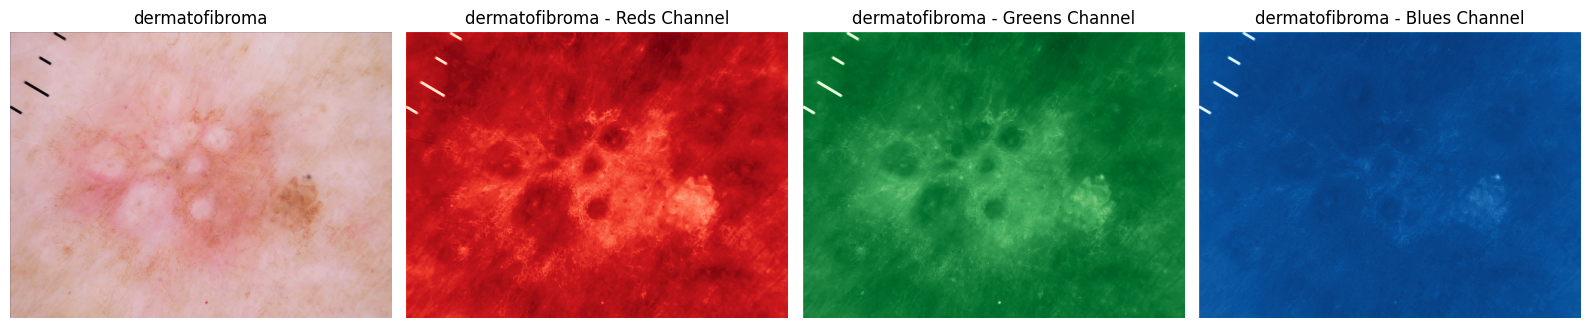 dermatofibroma
dermatofibroma - Reds Channel
dermatofibroma - Greens Channel
dermatofibroma - Blues Channel